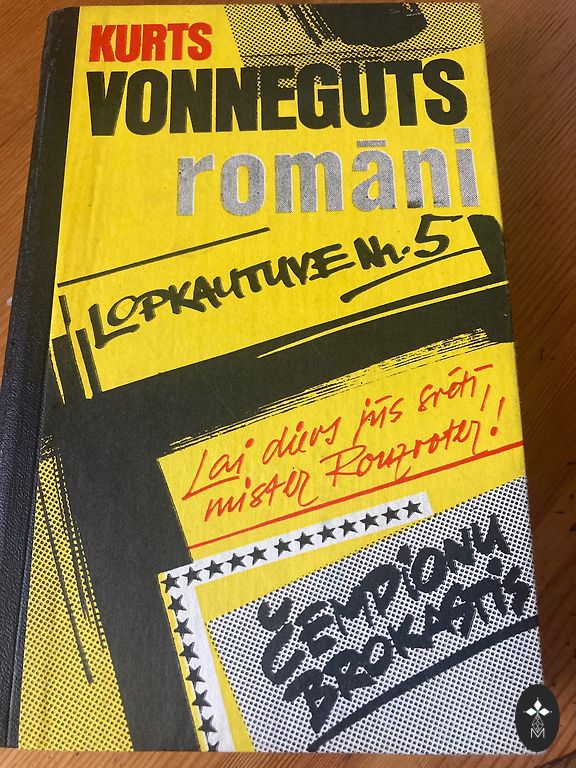 KURTS
VONNEGUTS
romāni
LOPKAUTUVE NR. 5
Lai dievs jūs svētī,
mister Rouzvoter!
ČEMPIONU
BROKASTIS
M